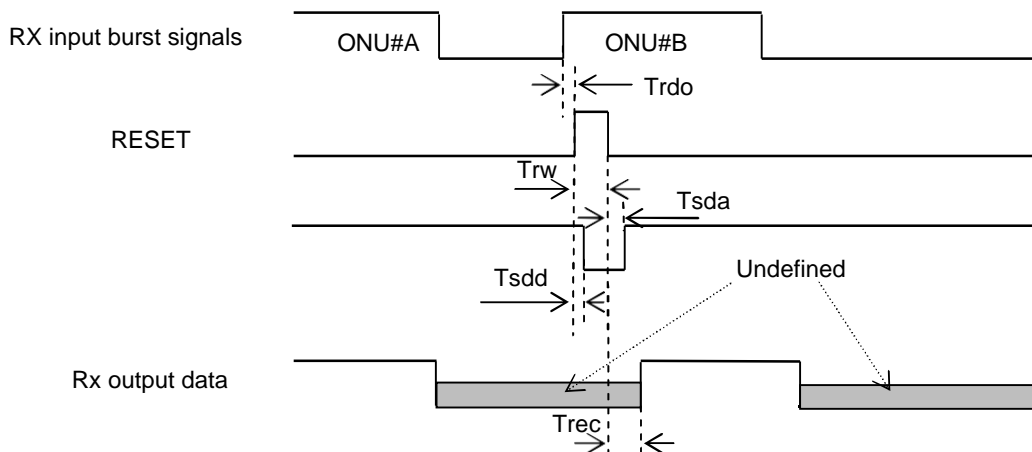 RX input burst signals
ONU#A
ONU#B
Trdo
RESET
Trw
Tsda
Tsdd
Undefined
Rx output data
Trec